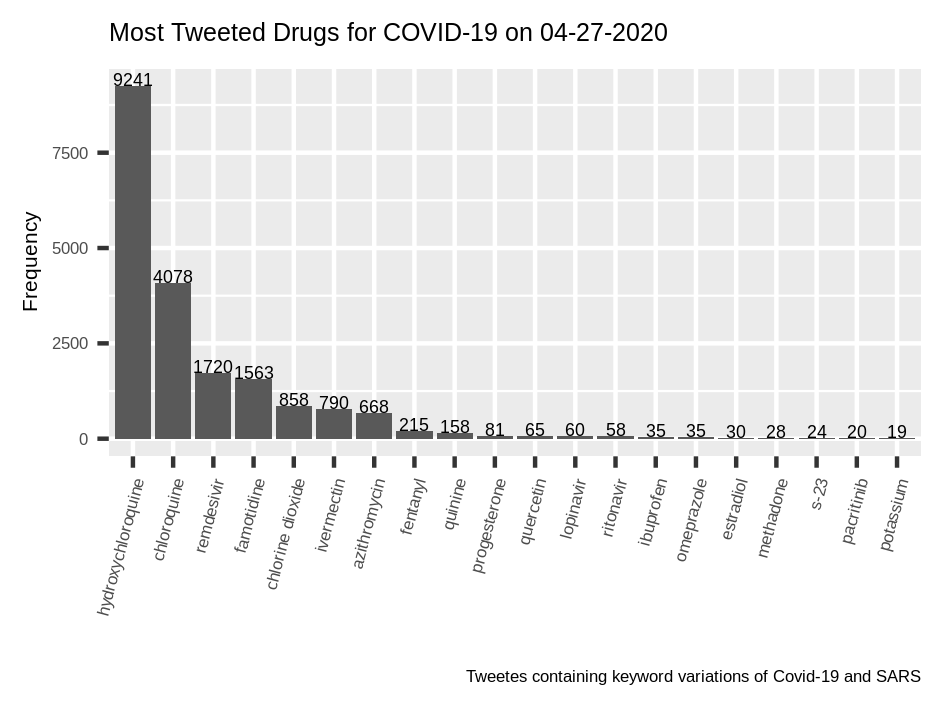 Most Tweeted Drugs for COVID-19 on 04-27-2020
Frequency
7500
5000
2500
0
9241
4078
1720
1563
858
790
668
215
158
81
65
60
58
35
35
30
28
24
20
19
hydroxychloroquine
chloroquine
remdesivir
famotidine
chlorine dioxide
ivermectin
azithromycin
fentanyl
quinine
progesterone
quercetin
lopinavir
ritonavir
ibuprofen
omeprazole
estradiol
methadone
s-23
pacritinib
potassium
Tweetes containing keyword variations of Covid-19 and SARS